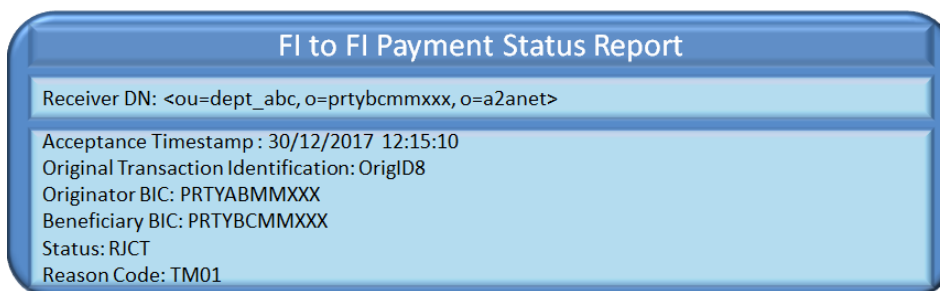 FI to FI Payment Status Report
Receiver DN: <ou=dept_abc, o=prtybcmmxxx, o=a2anet>
Acceptance Timestamp : 30/12/2017 12:15:10
Original Transaction Identification: OrigID8
Originator BIC: PRTYABMMXXX
Beneficiary BIC: PRTYBCMMXXX
Status: RJCT
Reason Code: TM01